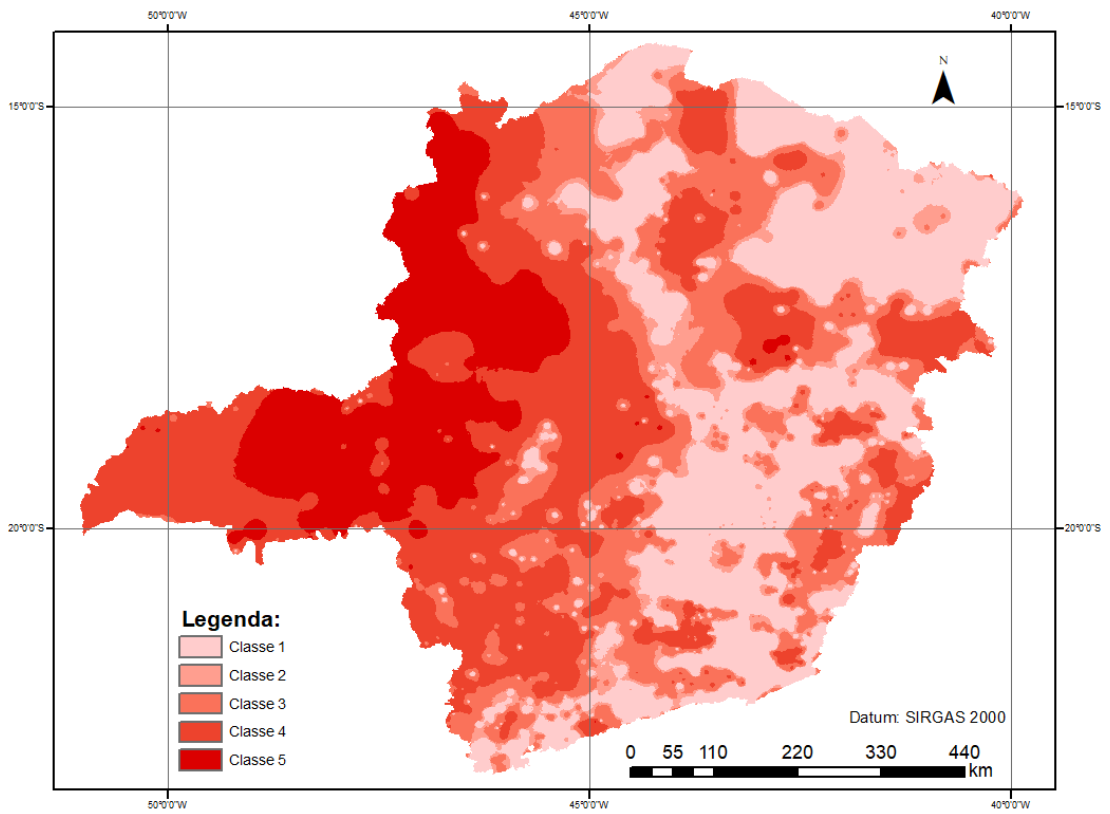 50°0'0"W 45°0'0"W 40°0'0"W
N
15°0'0"S 15°0'0"S
20°0'0"S 20°0'0"S
Legenda:
Classe 1
Classe 2
Classe 3
Classe 4
Classe 5
Datum: SIRGAS 2000
0 55 110 220 330 440
km
50°0'0"W 45°0'0"W 40°0'0"W